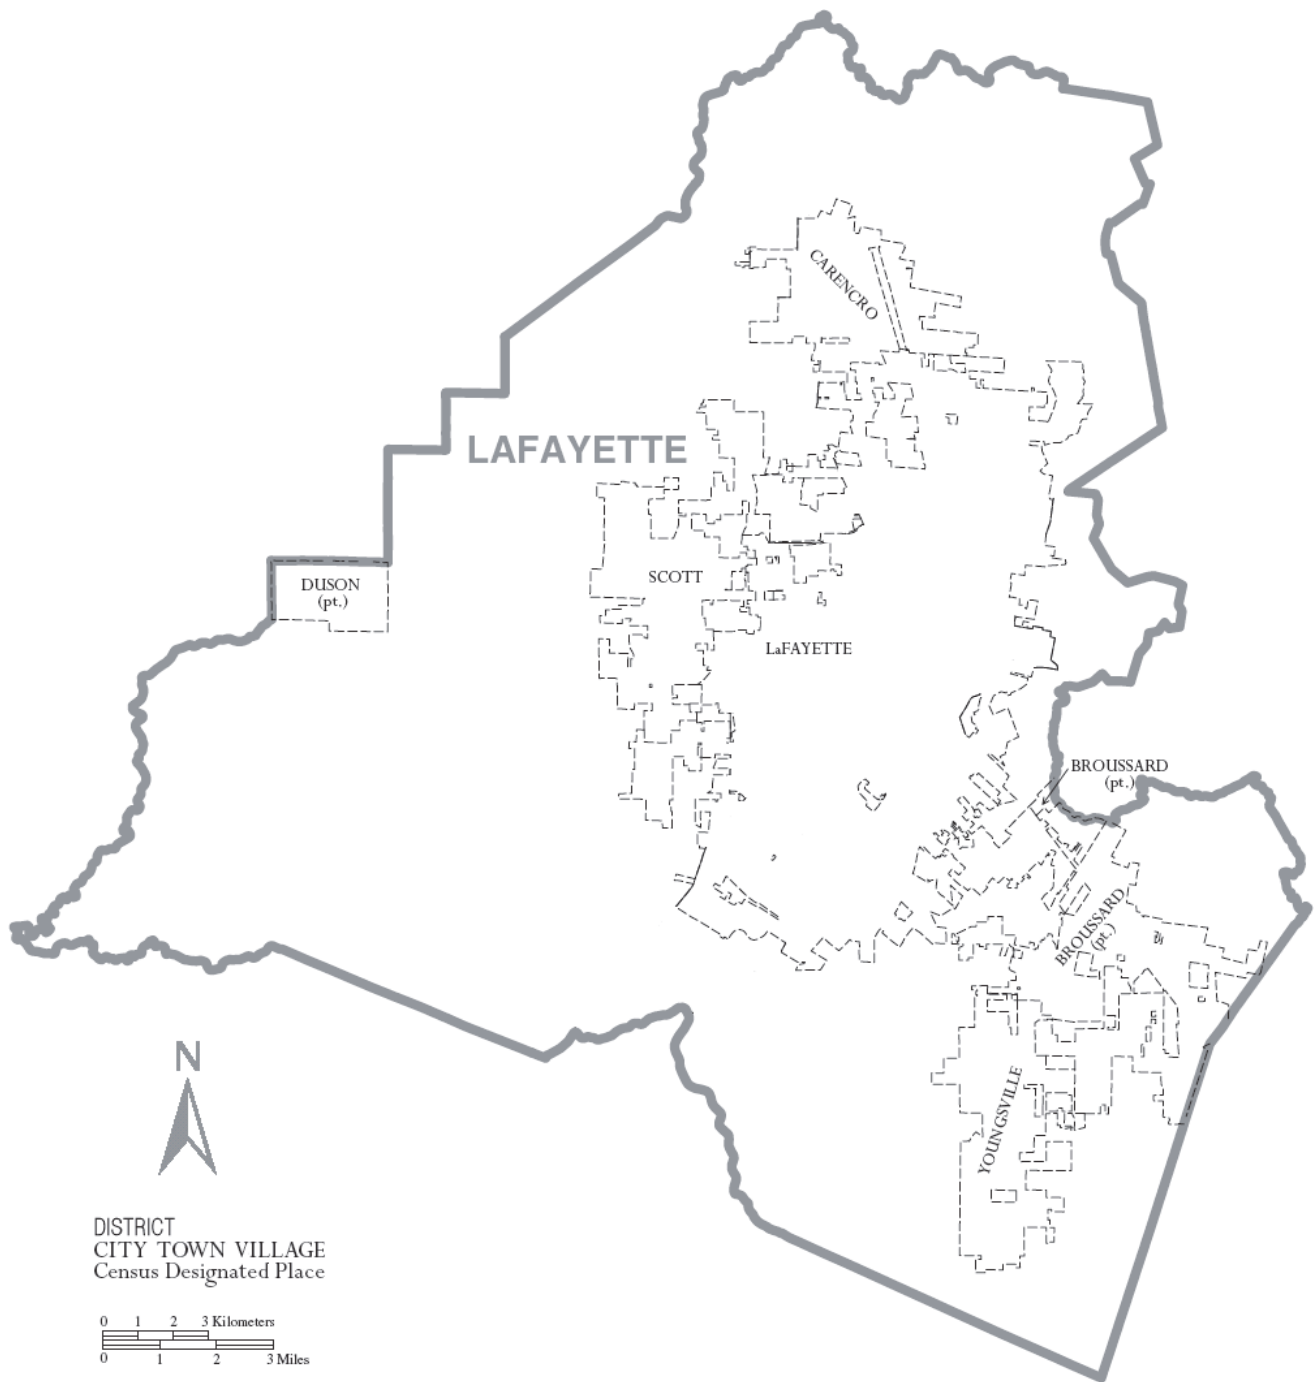 CARENCRO
LAFAYETTE
DUSON
(pt.)
SCOTT
LaFAYETTE
BROUSSARD
(pt.)
BROUSSARD
(pt.)
YOUNGSVILLE
N
DISTRICT
CITY TOWN VILLAGE
Census Designated Place
0 1 2 3 Kilometers
0 1 2 3 Miles